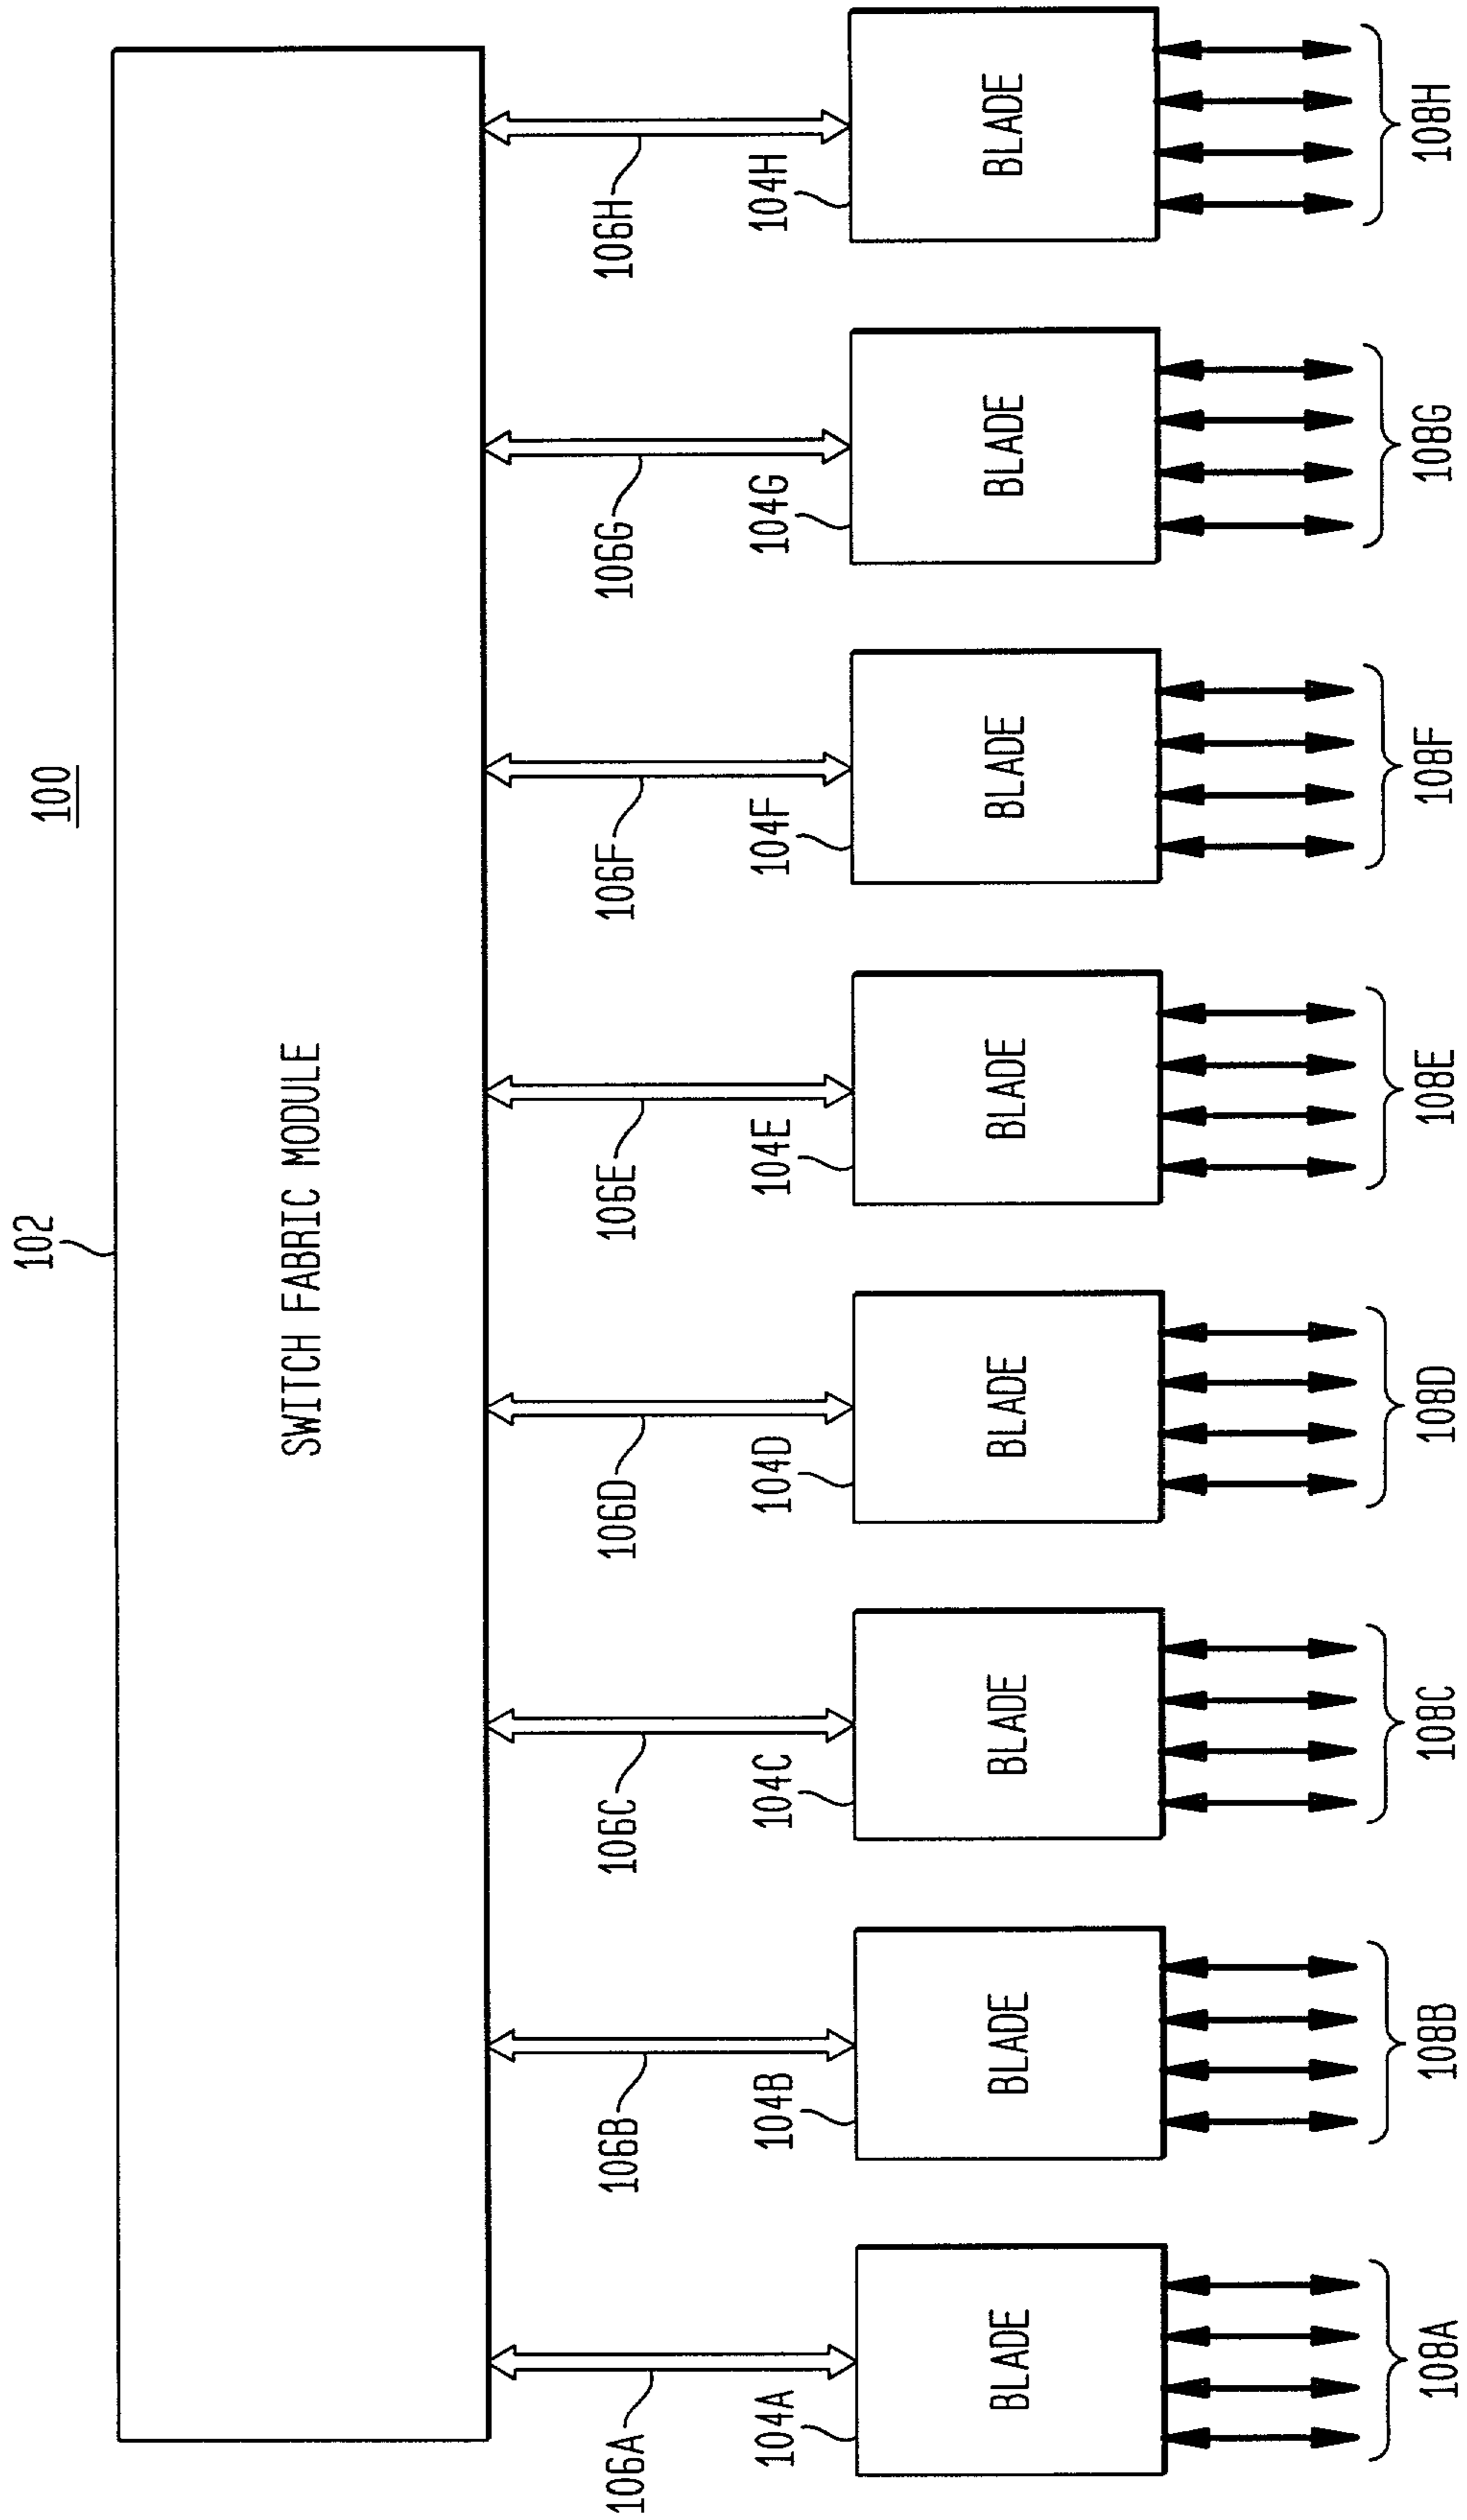 100
102
SWITCH FABRIC MODULE
106A
106B
106C
106D
106E
106F
106G
106H
104A
104B
104C
104D
104E
104F
104G
104H
BLADE
BLADE
BLADE
BLADE
BLADE
BLADE
BLADE
BLADE
108A
108B
108C
108D
108E
108F
108G
108H